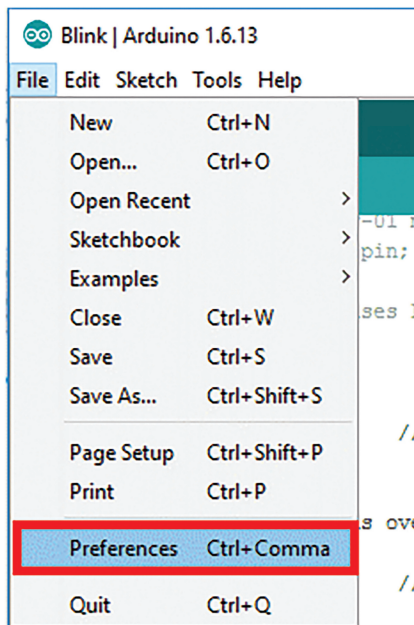 Blink | Arduino 1.6.13
File Edit Sketch Tools Help
New Ctrl+N
Open... Ctrl+O
Open Recent >
Sketchbook >
Examples >
Close Ctrl+W
Save Ctrl+S
Save As... Ctrl+Shift+S
Page Setup Ctrl+Shift+P
Print Ctrl+P
Preferences Ctrl+Comma
Quit Ctrl+Q
pin;
//
//